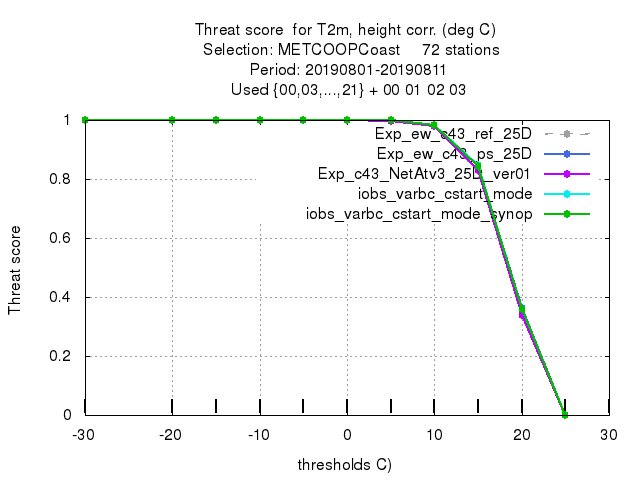 Threat score for T2m, height corr. (deg C)
Selection: METCOOPCoast 72 stations
Period: 20190801-20190811
Used {00,03,...,21} + 00 01 02 03
Exp_ew_c43_ref_25D
Exp_ew_c43_ps_25D
Exp_c43_NetAtv3_25D_ver01
iobs_varbc_cstart_mode
iobs_varbc_cstart_mode_synop
1
0.8
0.6
0.4
0.2
0
Threat score
-30 -20 -10 0 10 20 30
thresholds C)